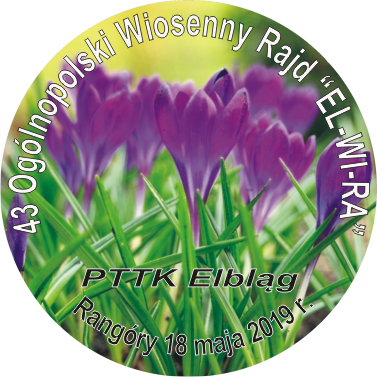 43 Ogólnopolski Wiosenny Rajd "EL-WI-RA"
PTTK Elbląg
Rangóry 18 maja 2019 r.